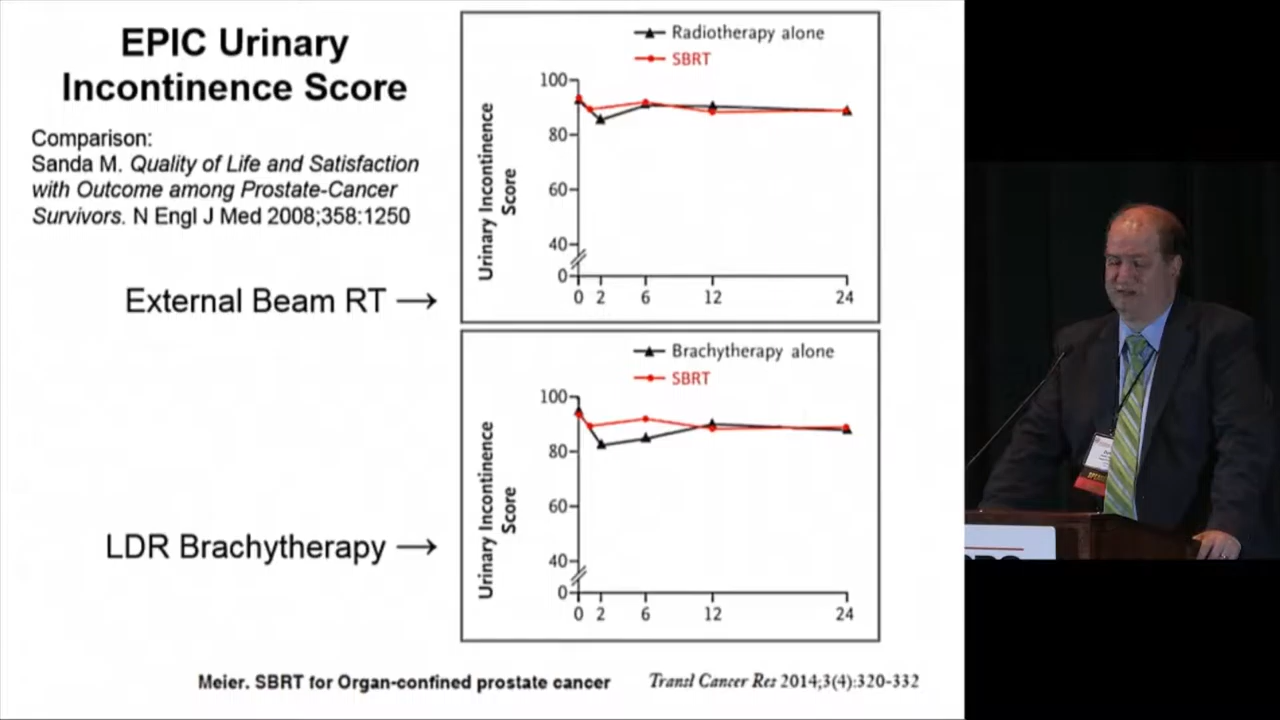 EPIC Urinary
Incontinence Score
Comparison:
Sanda M. Quality of Life and Satisfaction
with Outcome among Prostate-Cancer
Survivors. N Engl J Med 2008;358:1250
External Beam RT →
Radiotherapy alone
SBRT
Urinary Incontinence
Score
100
80
60
40
0
0 2 6 12 24
LDR Brachytherapy →
Brachytherapy alone
SBRT
Urinary Incontinence
Score
100
80
60
40
0
0 2 6 12 24
Meier. SBRT for Organ-confined prostate cancer Transl Cancer Res 2014;3(4):320-332